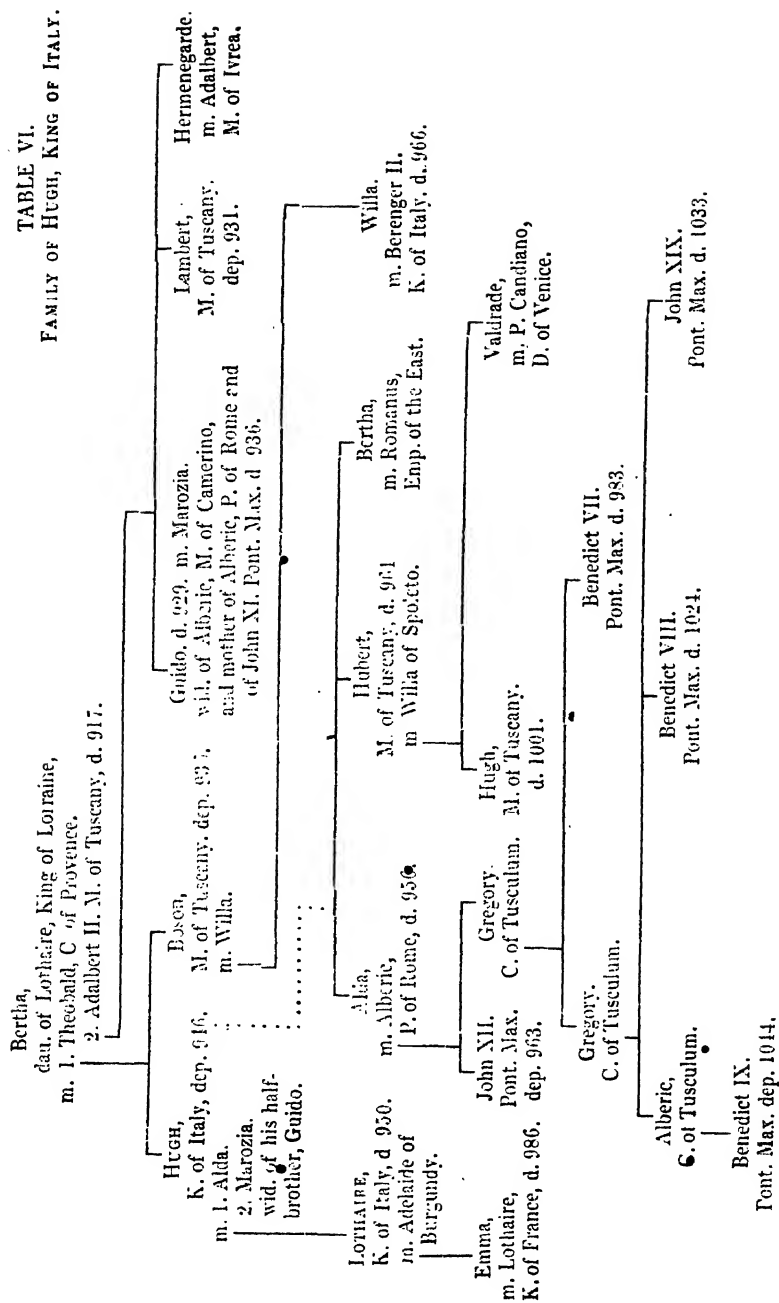 TABLE VI.
FAMILY OF HUGH, KING OF ITALY.
Bertha,
dau. of Lothaire, King of Lorraine,
m. 1. Theobald, C of Provence.
2. Adalbert II. M. of Tuscany, d. 917.
HUGH,
K. of Italy, dep. 946.
m. 1. Alda.
2. Marozia,
wid. of his half-
brother, Guido.
Boson,
M. of Tuscany. dep.
m. Willa.
Guido. d. 929. m. Marozia.
wid. of Alberic, M. of Camerino,
and mother of Alberic, P. of Rome and
of John XI. Pont. Max. d 936.
Lambert,
M. of Tuscany.
dep. 931.
Hermenegarde.
m. Adalbert,
M. of Ivrea.
LOTHAIRE,
K. of Italy, d 950.
m. Adelaide of
Burgundy.
Alda,
m. Alberic,
P. of Rome, d.
Hubert,
M. of Tuscany, d. 961
m Willa of Spoleto.
Bertha,
m. Romanus,
Emp. of the East.
Willa.
m. Berenger II.
K. of Italy. d. 966.
Emma,
m. Lothaire,
K. of France, d. 986.
John XII.
Pont. Max.
dep. 963.
Gregory.
C. of Tusculum.
Hugh,
M. of Tuscany.
d. 1001.
Valdrade,
m, P. Candiano,
D. of Venice.
Gregory.
C. of Tusculum.
Benedict VII.
Pont. Max. d. 983.
Alberic,
C. of Tusculum.
Benedict VIII.
Pont. Max. d. 1024.
John XIX.
Pont. Max. d. 1033.
Benedict IX.
Pont. Max. dep. 1044.